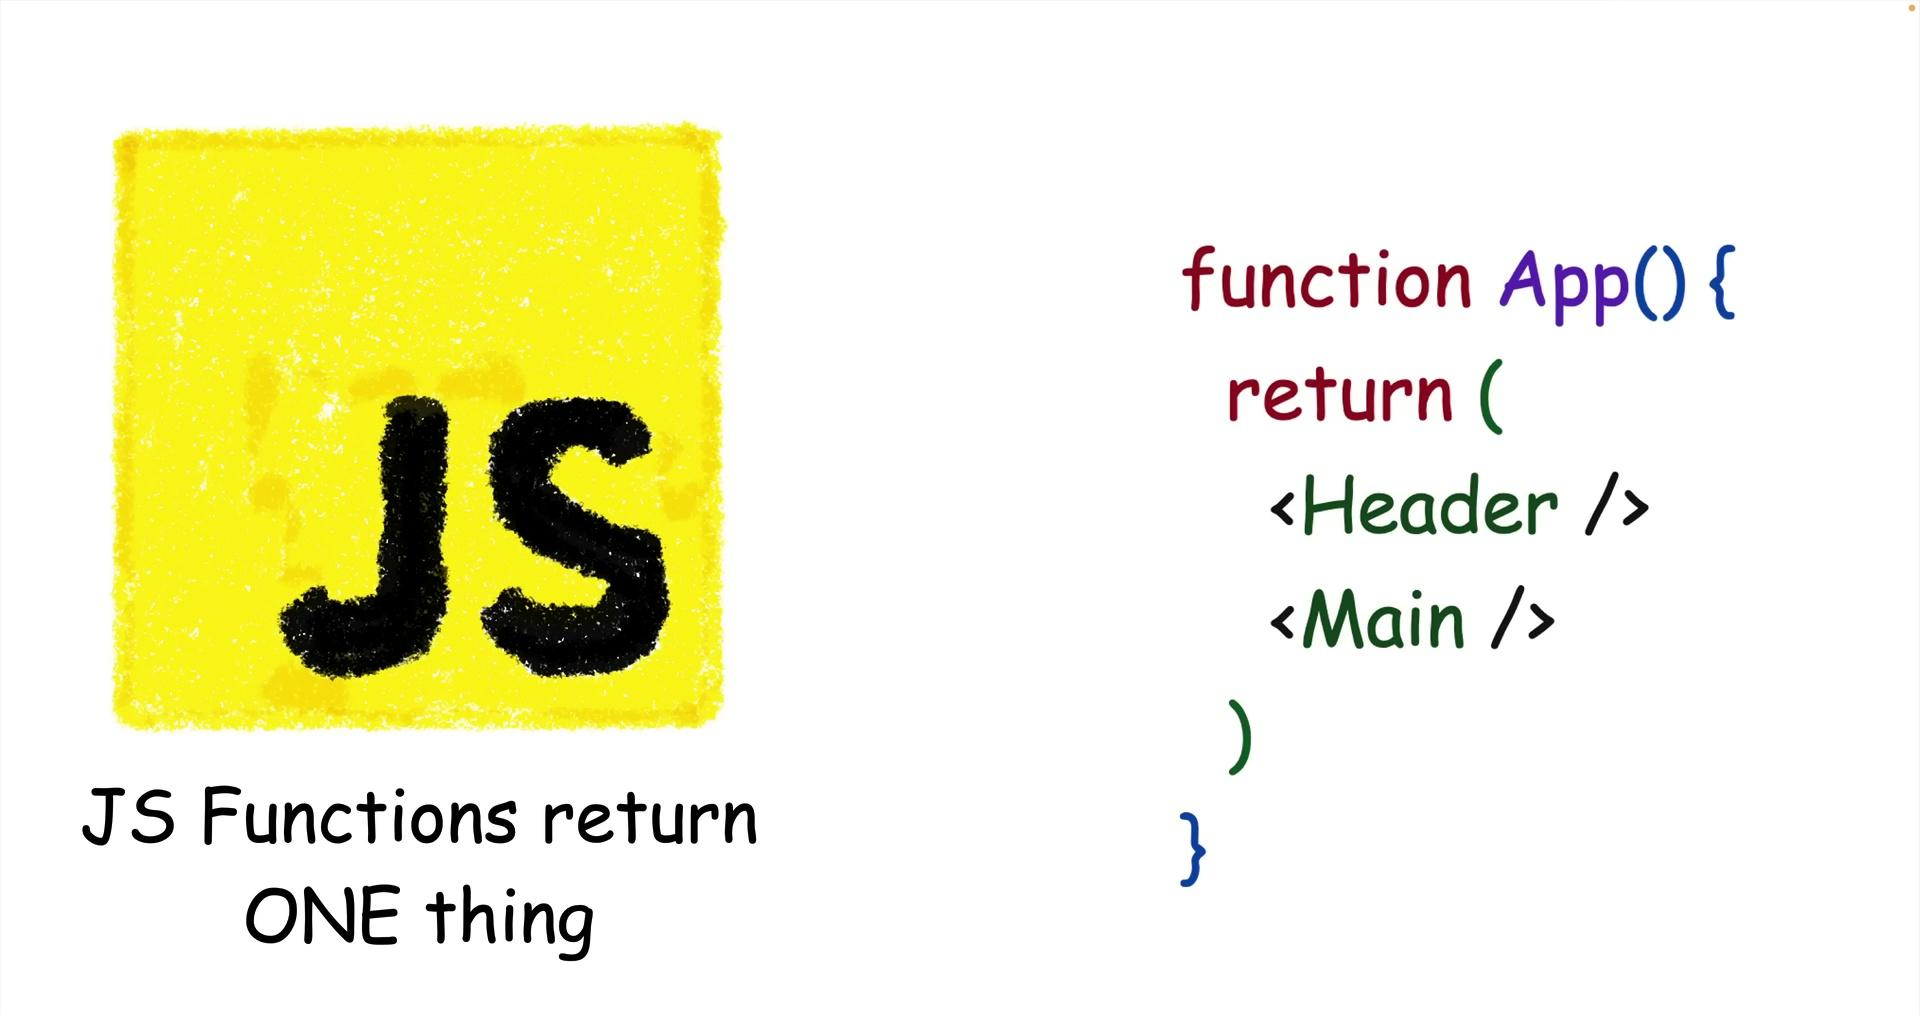 JS
JS Functions return
ONE thing
function App() {
return (
<Header />
<Main />
)
}